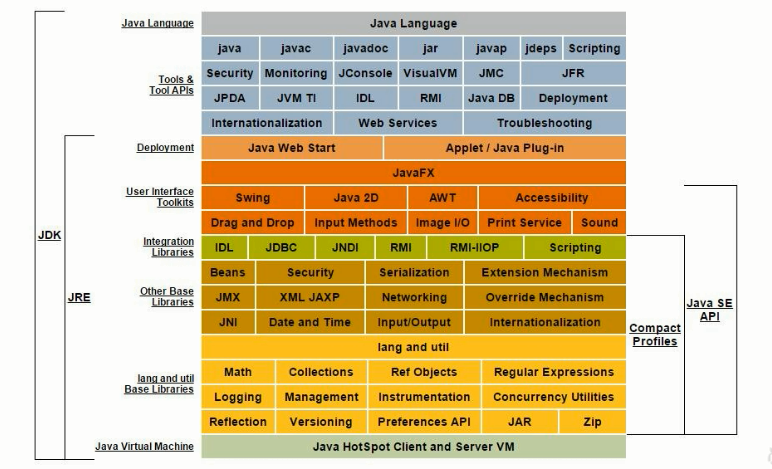 Java Language Java Language
java javac javadoc jar javap jdeps Scripting
Security Monitoring JConsole VisualVM JMC JFR
Tools &
Tool APIs
JPDA JVM TI IDL RMI Java DB Deployment
Internationalization Web Services Troubleshooting
Deployment Java Web Start Applet / Java Plug-in
JavaFX
User Interface
Toolkits
Swing Java 2D AWT Accessibility
Drag and Drop Input Methods Image I/O Print Service Sound
JDK
Integration
Libraries
IDL JDBC JNDI RMI RMI-IIOP Scripting
Beans Security Serialization Extension Mechanism
JRE
Other Base
Libraries
JMX XML JAXP Networking Override Mechanism
Java SE
API
JNI Date and Time Input/Output Internationalization
Compact
Profiles
lang and util
Math Collections Ref Objects Regular Expressions
lang and util
Base Libraries
Logging Management Instrumentation Concurrency Utilities
Reflection Versioning Preferences API JAR Zip
Java Virtual Machine Java HotSpot Client and Server VM